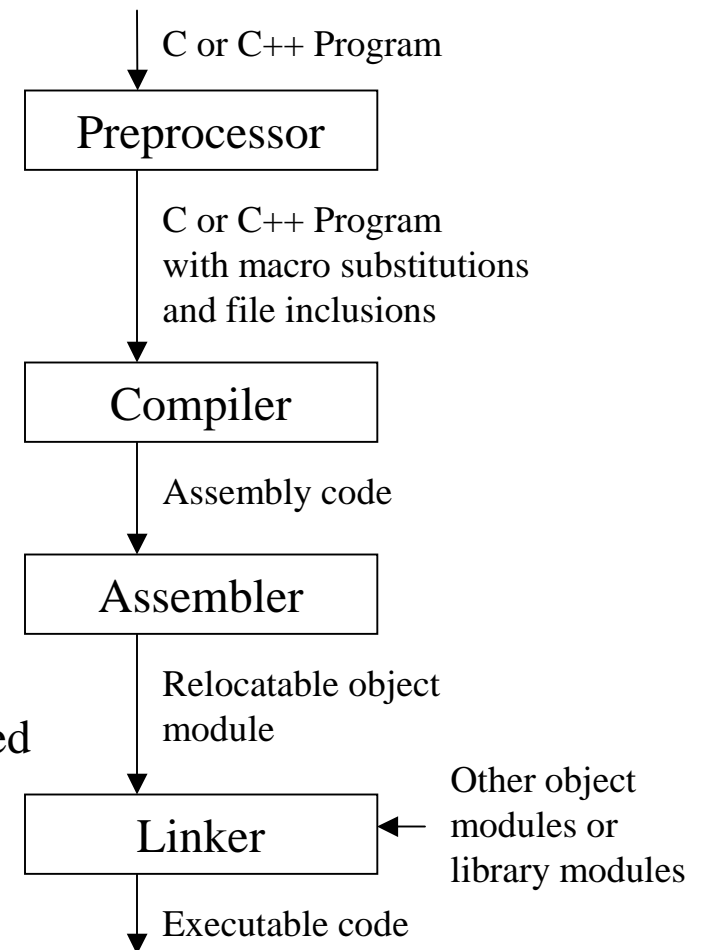 C or C++ Program
Preprocessor
C or C++ Program
with macro substitutions
and file inclusions
Compiler
Assembly code
Assembler
Relocatable object
module
ed
Linker
Other object
modules or
library modules
Executable code